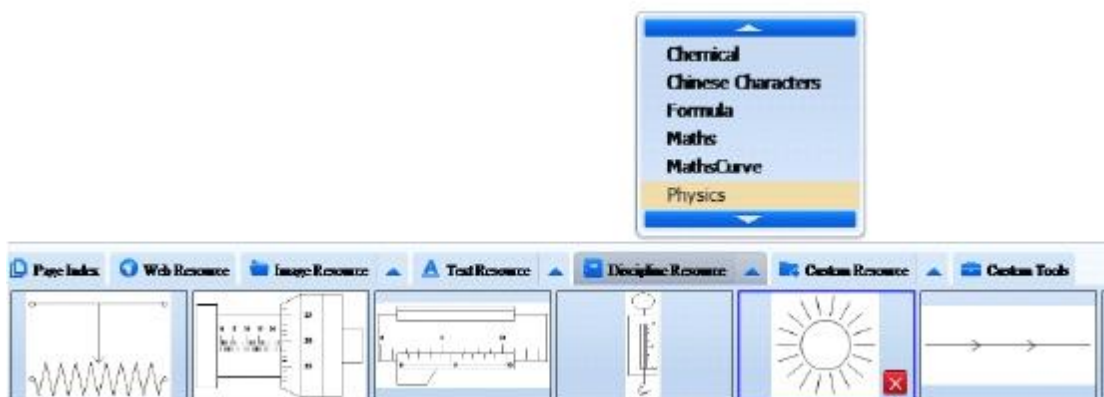 Chemical
Chinese Characters
Formula
Maths
MathsCurve
Physics
Page Index Web Resource Image Resource Text Resource Discipline Resource Custom Resource Custom Tools